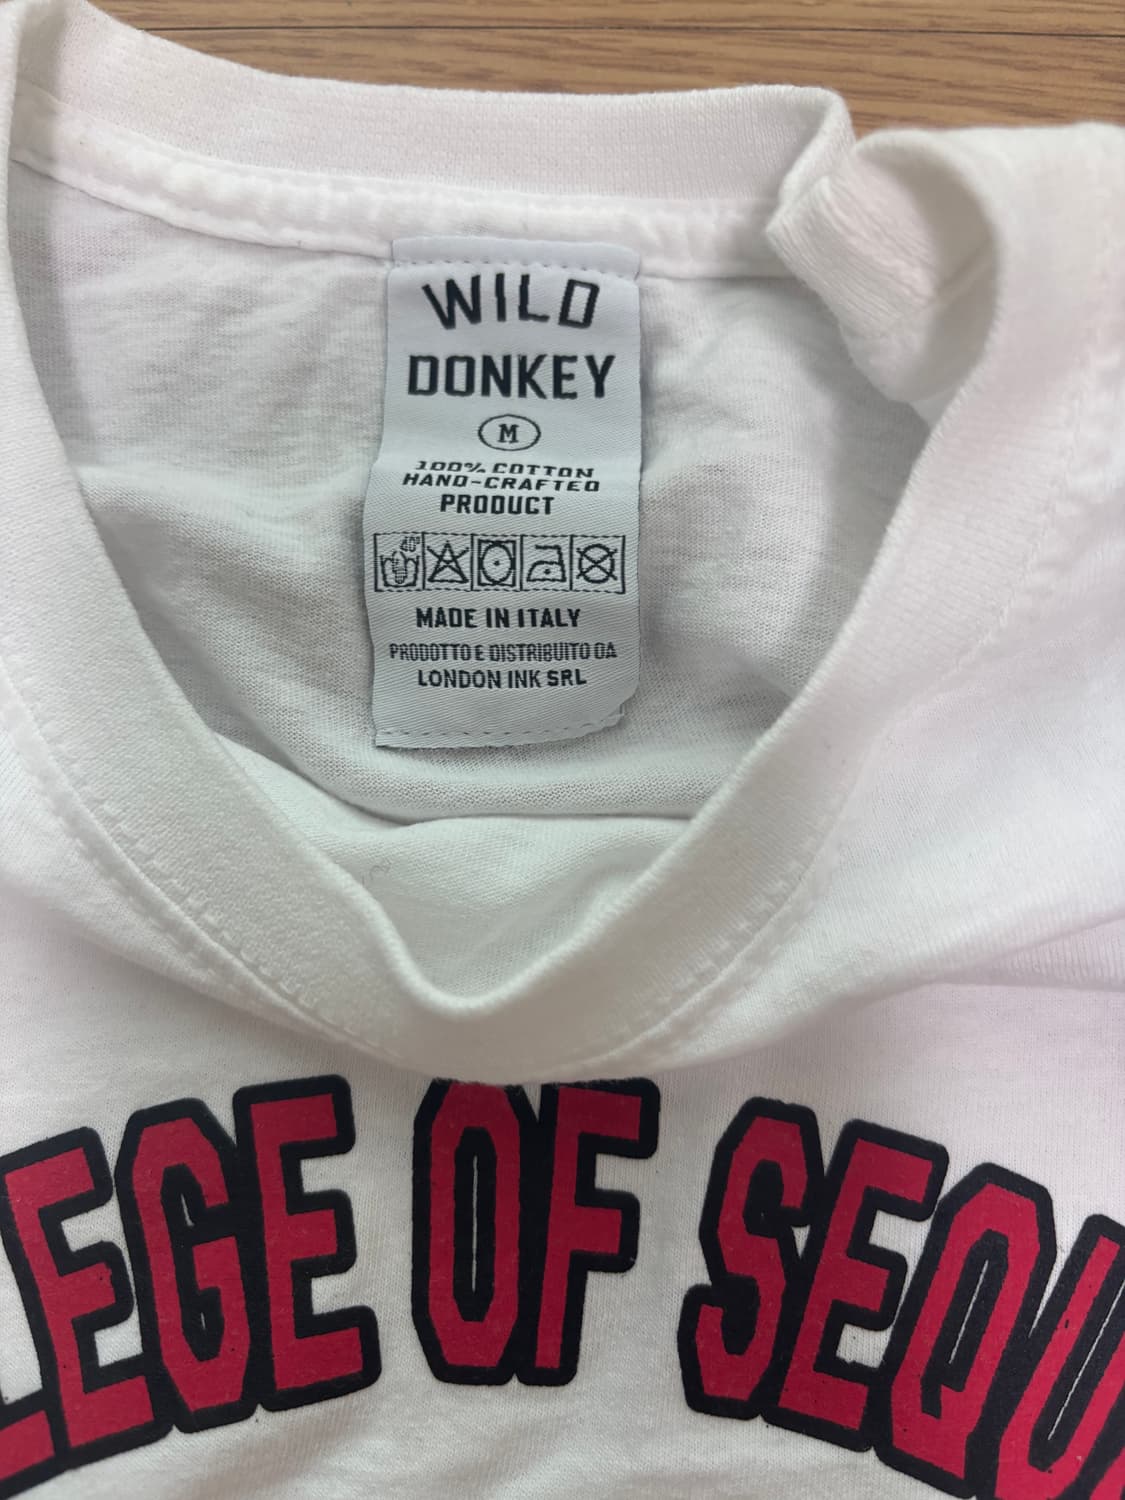 WILD
DONKEY
M
100% COTTON
HAND-CRAFTED
PRODUCT
40°
MADE IN ITALY
PRODOTTO E DISTRIBUITO DA
LONDON INK SRL
LEGE OF SEQU